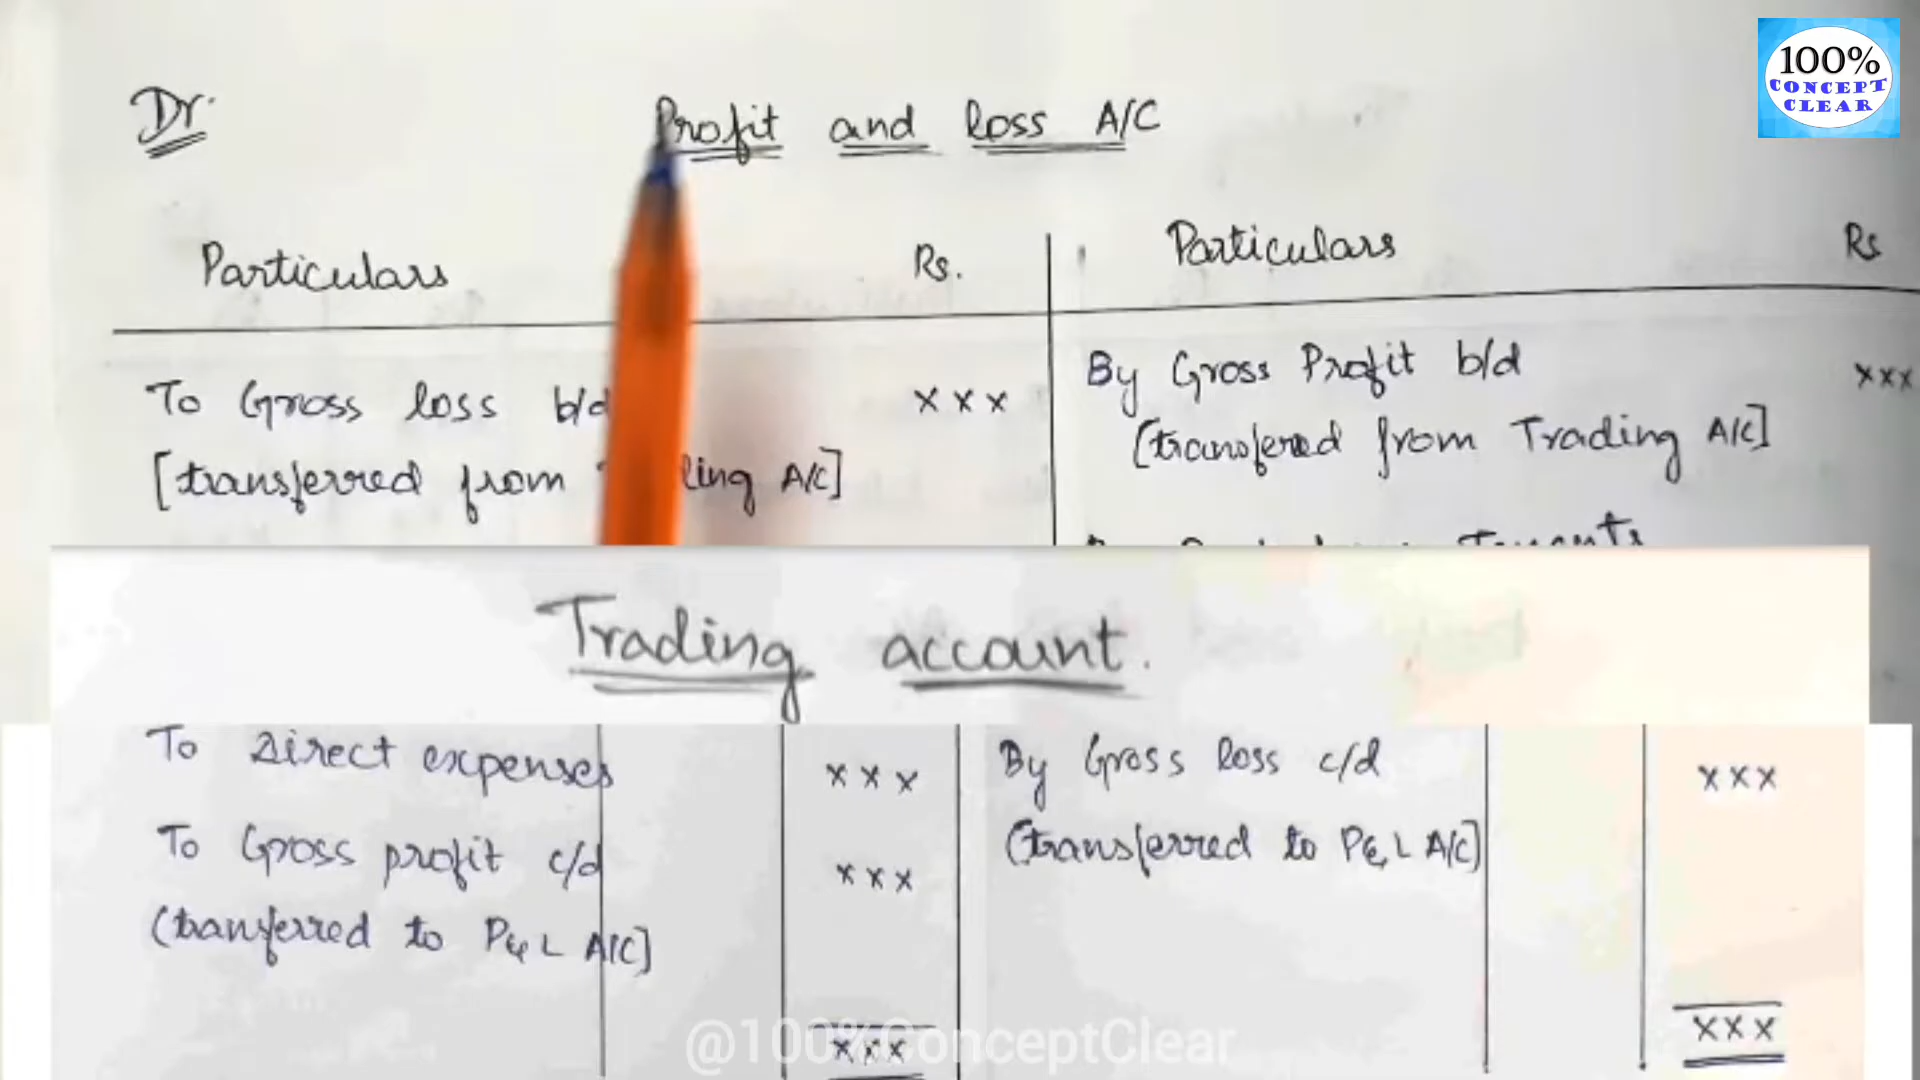 100%
CONCEPT
CLEAR
Dr.
Profit and loss A/C
Particulars Rs. Particulars Rs
To Gross loss b/d xxx By Gross Profit b/d xxx
[transferred from ling A/C] [transfered from Trading A/C]
Trading account.
To Direct expenses xxx By Gross loss c/d xxx
To Gross profit c/d xxx (transferred to P&L A/C]
(transferred to P&L A/C]
xxx xxx
@100%ConceptClear